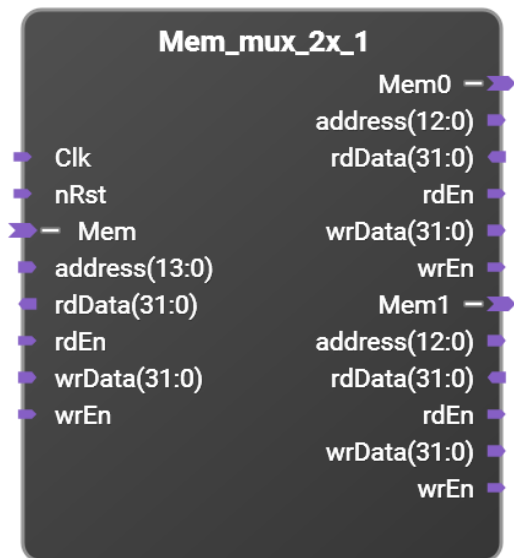 Mem_mux_2x_1
Clk
nRst
Mem
address(13:0)
rdData(31:0)
rdEn
wrData(31:0)
wrEn
Mem0
address(12:0)
rdData(31:0)
rdEn
wrData(31:0)
wrEn
Mem1
address(12:0)
rdData(31:0)
rdEn
wrData(31:0)
wrEn